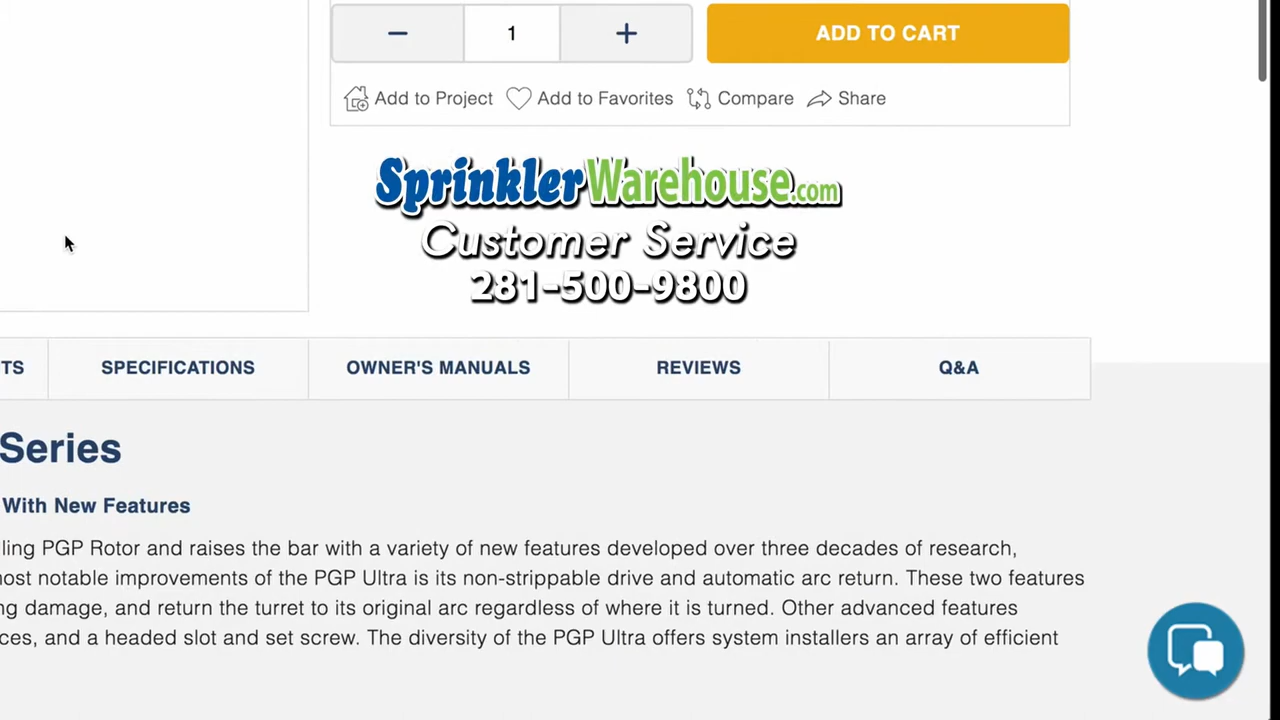 − 1 + ADD TO CART
Add to Project Add to Favorites Compare Share
SprinklerWarehouse.com
Customer Service
281-500-9800
TS SPECIFICATIONS OWNER'S MANUALS REVIEWS Q&A
Series
With New Features
ling PGP Rotor and raises the bar with a variety of new features developed over three decades of research,
ost notable improvements of the PGP Ultra is its non-strippable drive and automatic arc return. These two features
ng damage, and return the turret to its original arc regardless of where it is turned. Other advanced features
ces, and a headed slot and set screw. The diversity of the PGP Ultra offers system installers an array of efficient